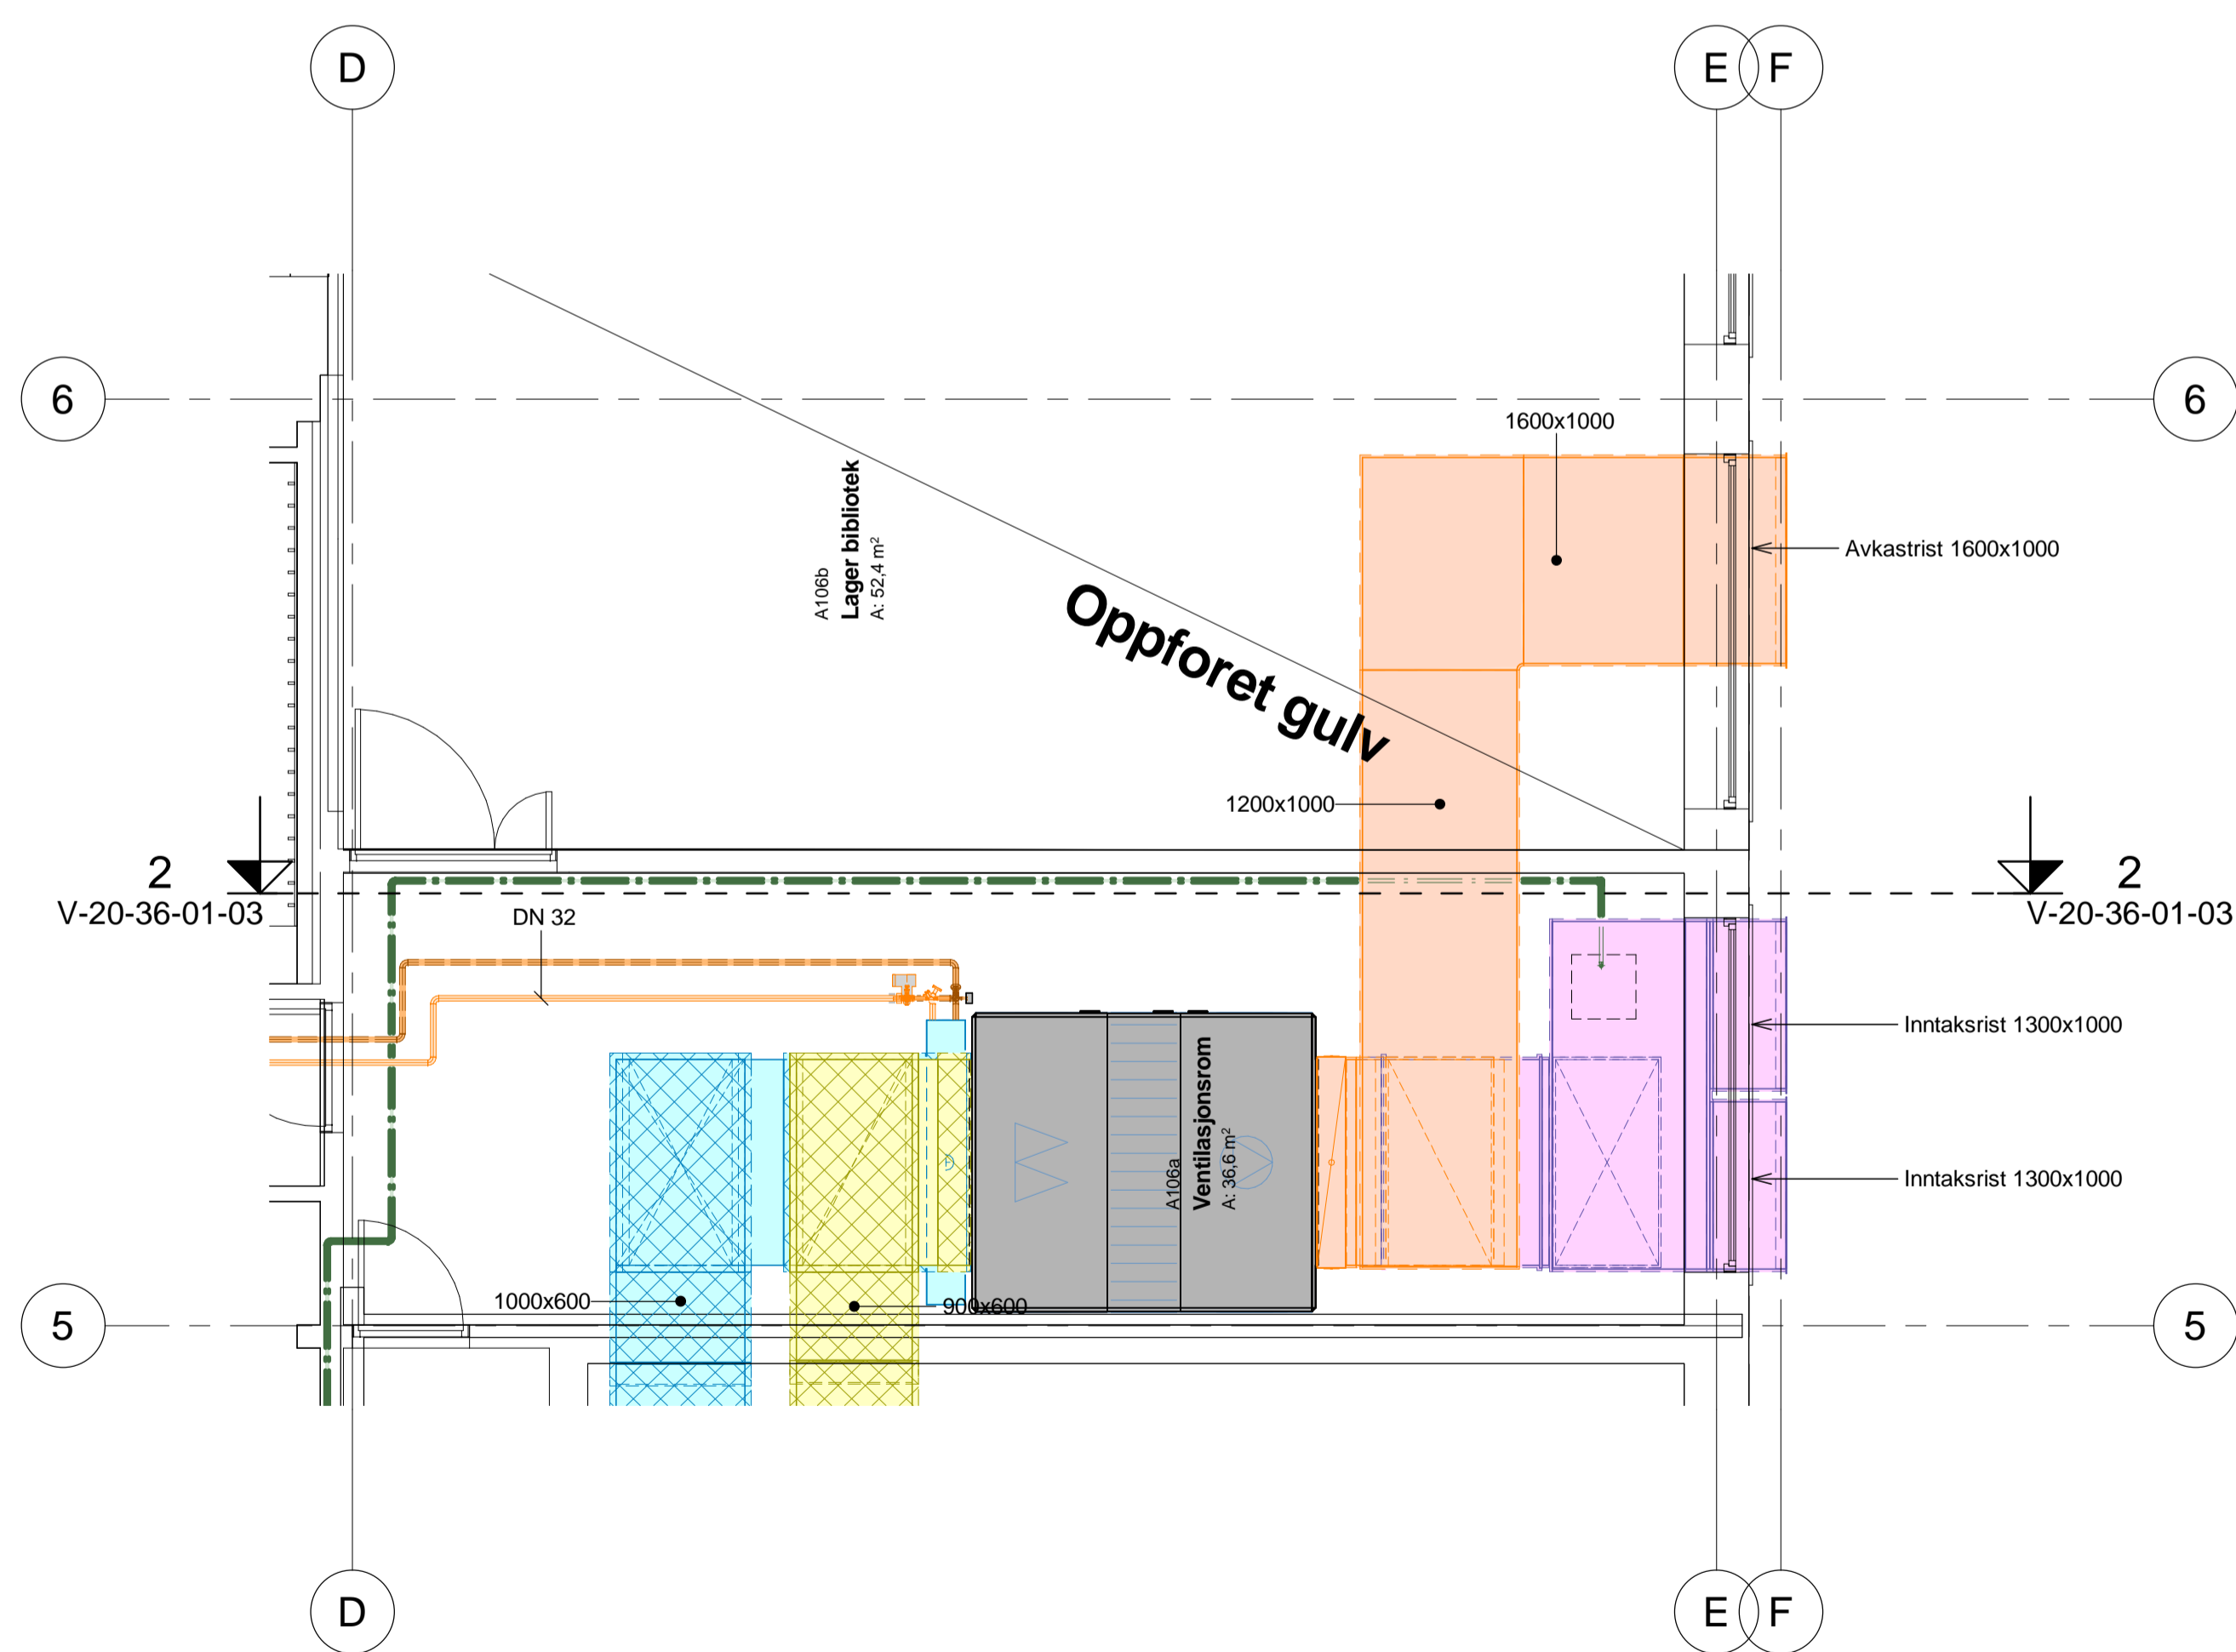 D
E
F
6
6
1600x1000
Avkastrist 1600x1000
A106b
Lager bibliotek
A: 52,4 m²
Oppforet gulv
1200x1000
2
V-20-36-01-03
2
V-20-36-01-03
DN 32
Inntaksrist 1300x1000
A106a
Ventilasjonsrom
A: 36,6 m²
Inntaksrist 1300x1000
1000x600
900x600
5
5
D
E
F